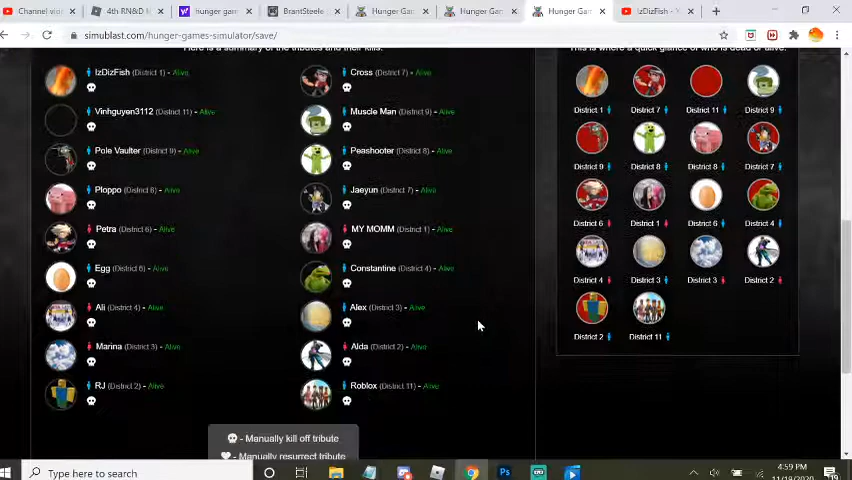 Channel vide
4th RN&D M
hunger gam
BrantSteele
Hunger Gar
Hunger Gam
Hunger Gar
IzDizFish - Y
simublast.com/hunger-games-simulator/save/
Here is a summary of the tributes and their kills.
This is where a quick glance of who is dead or alive.
IzDizFish (District 1) - Alive
Cross (District 7) - Alive
Vinhguyen3112 (District 11) - Alive
Muscle Man (District 9) - Alive
Pole Vaulter (District 9) - Alive
Peashooter (District 8) - Alive
Ploppo (District 8) - Alive
Jaeyun (District 7) - Alive
Petra (District 6) - Alive
MY MOMM (District 1) - Alive
Egg (District 6) - Alive
Constantine (District 4) - Alive
Ali (District 4) - Alive
Alex (District 3) - Alive
Marina (District 3) - Alive
Alda (District 2) - Alive
RJ (District 2) - Alive
Roblox (District 11) - Alive
District 1
District 7
District 11
District 9
District 9
District 8
District 8
District 7
District 6
District 1
District 6
District 4
District 4
District 3
District 3
District 2
District 2
District 11
- Manually kill off tribute
- Manually resurrect tribute
Type here to search
4:59 PM
11/19/2020